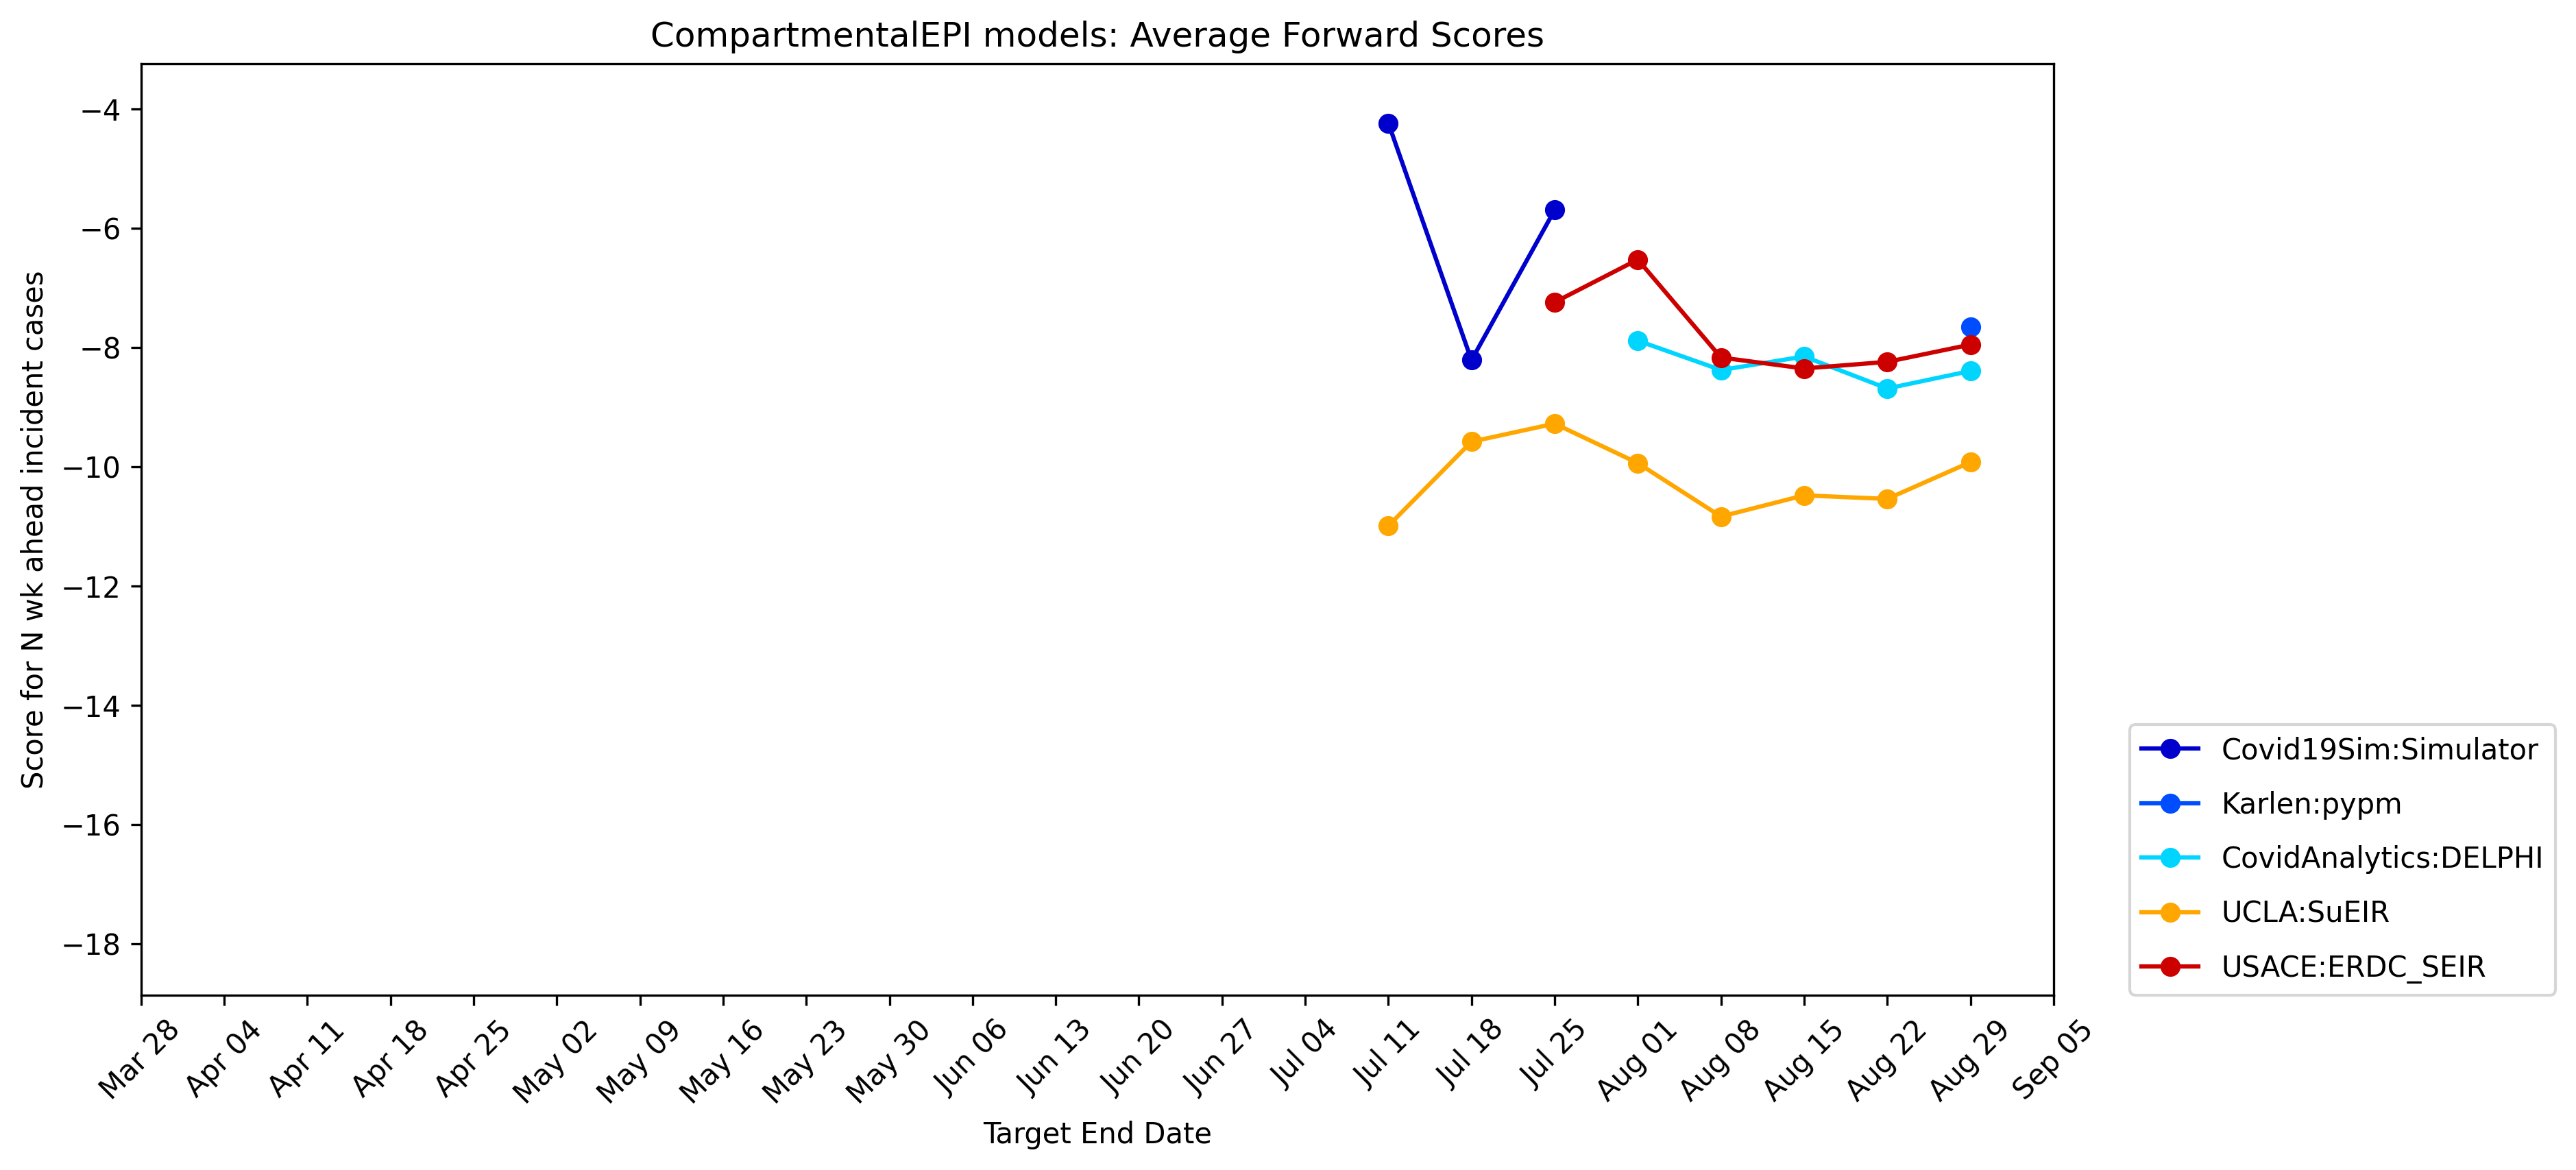 CompartmentalEPI models: Average Forward Scores
Score for N wk ahead incident cases
−4
−6
−8
−10
−12
−14
−16
−18
Mar 28
Apr 04
Apr 11
Apr 18
Apr 25
May 02
May 09
May 16
May 23
May 30
Jun 06
Jun 13
Jun 20
Jun 27
Jul 04
Jul 11
Jul 18
Jul 25
Aug 01
Aug 08
Aug 15
Aug 22
Aug 29
Sep 05
Target End Date
Covid19Sim:Simulator
Karlen:pypm
CovidAnalytics:DELPHI
UCLA:SuEIR
USACE:ERDC_SEIR